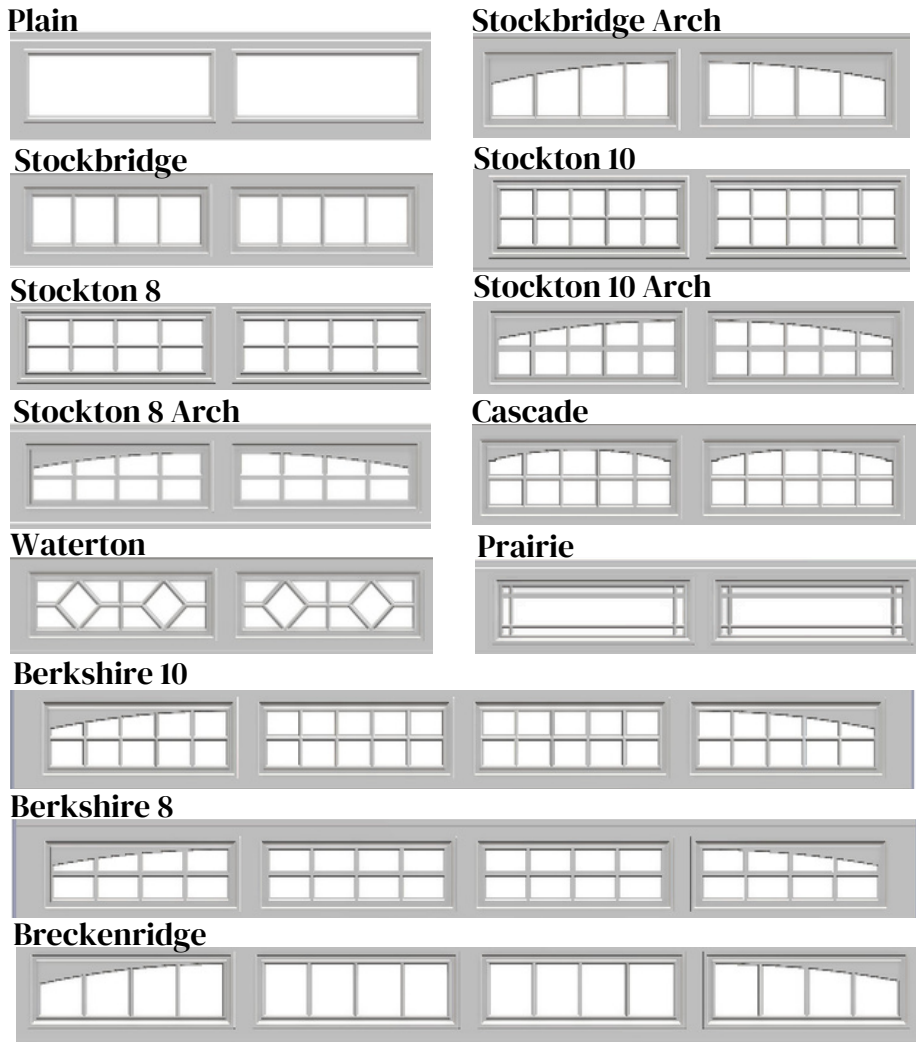 Plain
Stockbridge Arch
Stockbridge
Stockton 10
Stockton 8
Stockton 10 Arch
Stockton 8 Arch
Cascade
Waterton
Prairie
Berkshire 10
Berkshire 8
Breckenridge